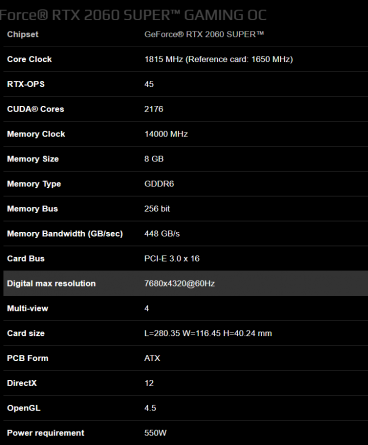 Force® RTX 2060 SUPER™ GAMING OC
Chipset GeForce® RTX 2060 SUPER™
Core Clock 1815 MHz (Reference card: 1650 MHz)
RTX-OPS 45
CUDA® Cores 2176
Memory Clock 14000 MHz
Memory Size 8 GB
Memory Type GDDR6
Memory Bus 256 bit
Memory Bandwidth (GB/sec) 448 GB/s
Card Bus PCI-E 3.0 x 16
Digital max resolution 7680x4320@60Hz
Multi-view 4
Card size L=280.35 W=116.45 H=40.24 mm
PCB Form ATX
DirectX 12
OpenGL 4.5
Power requirement 550W